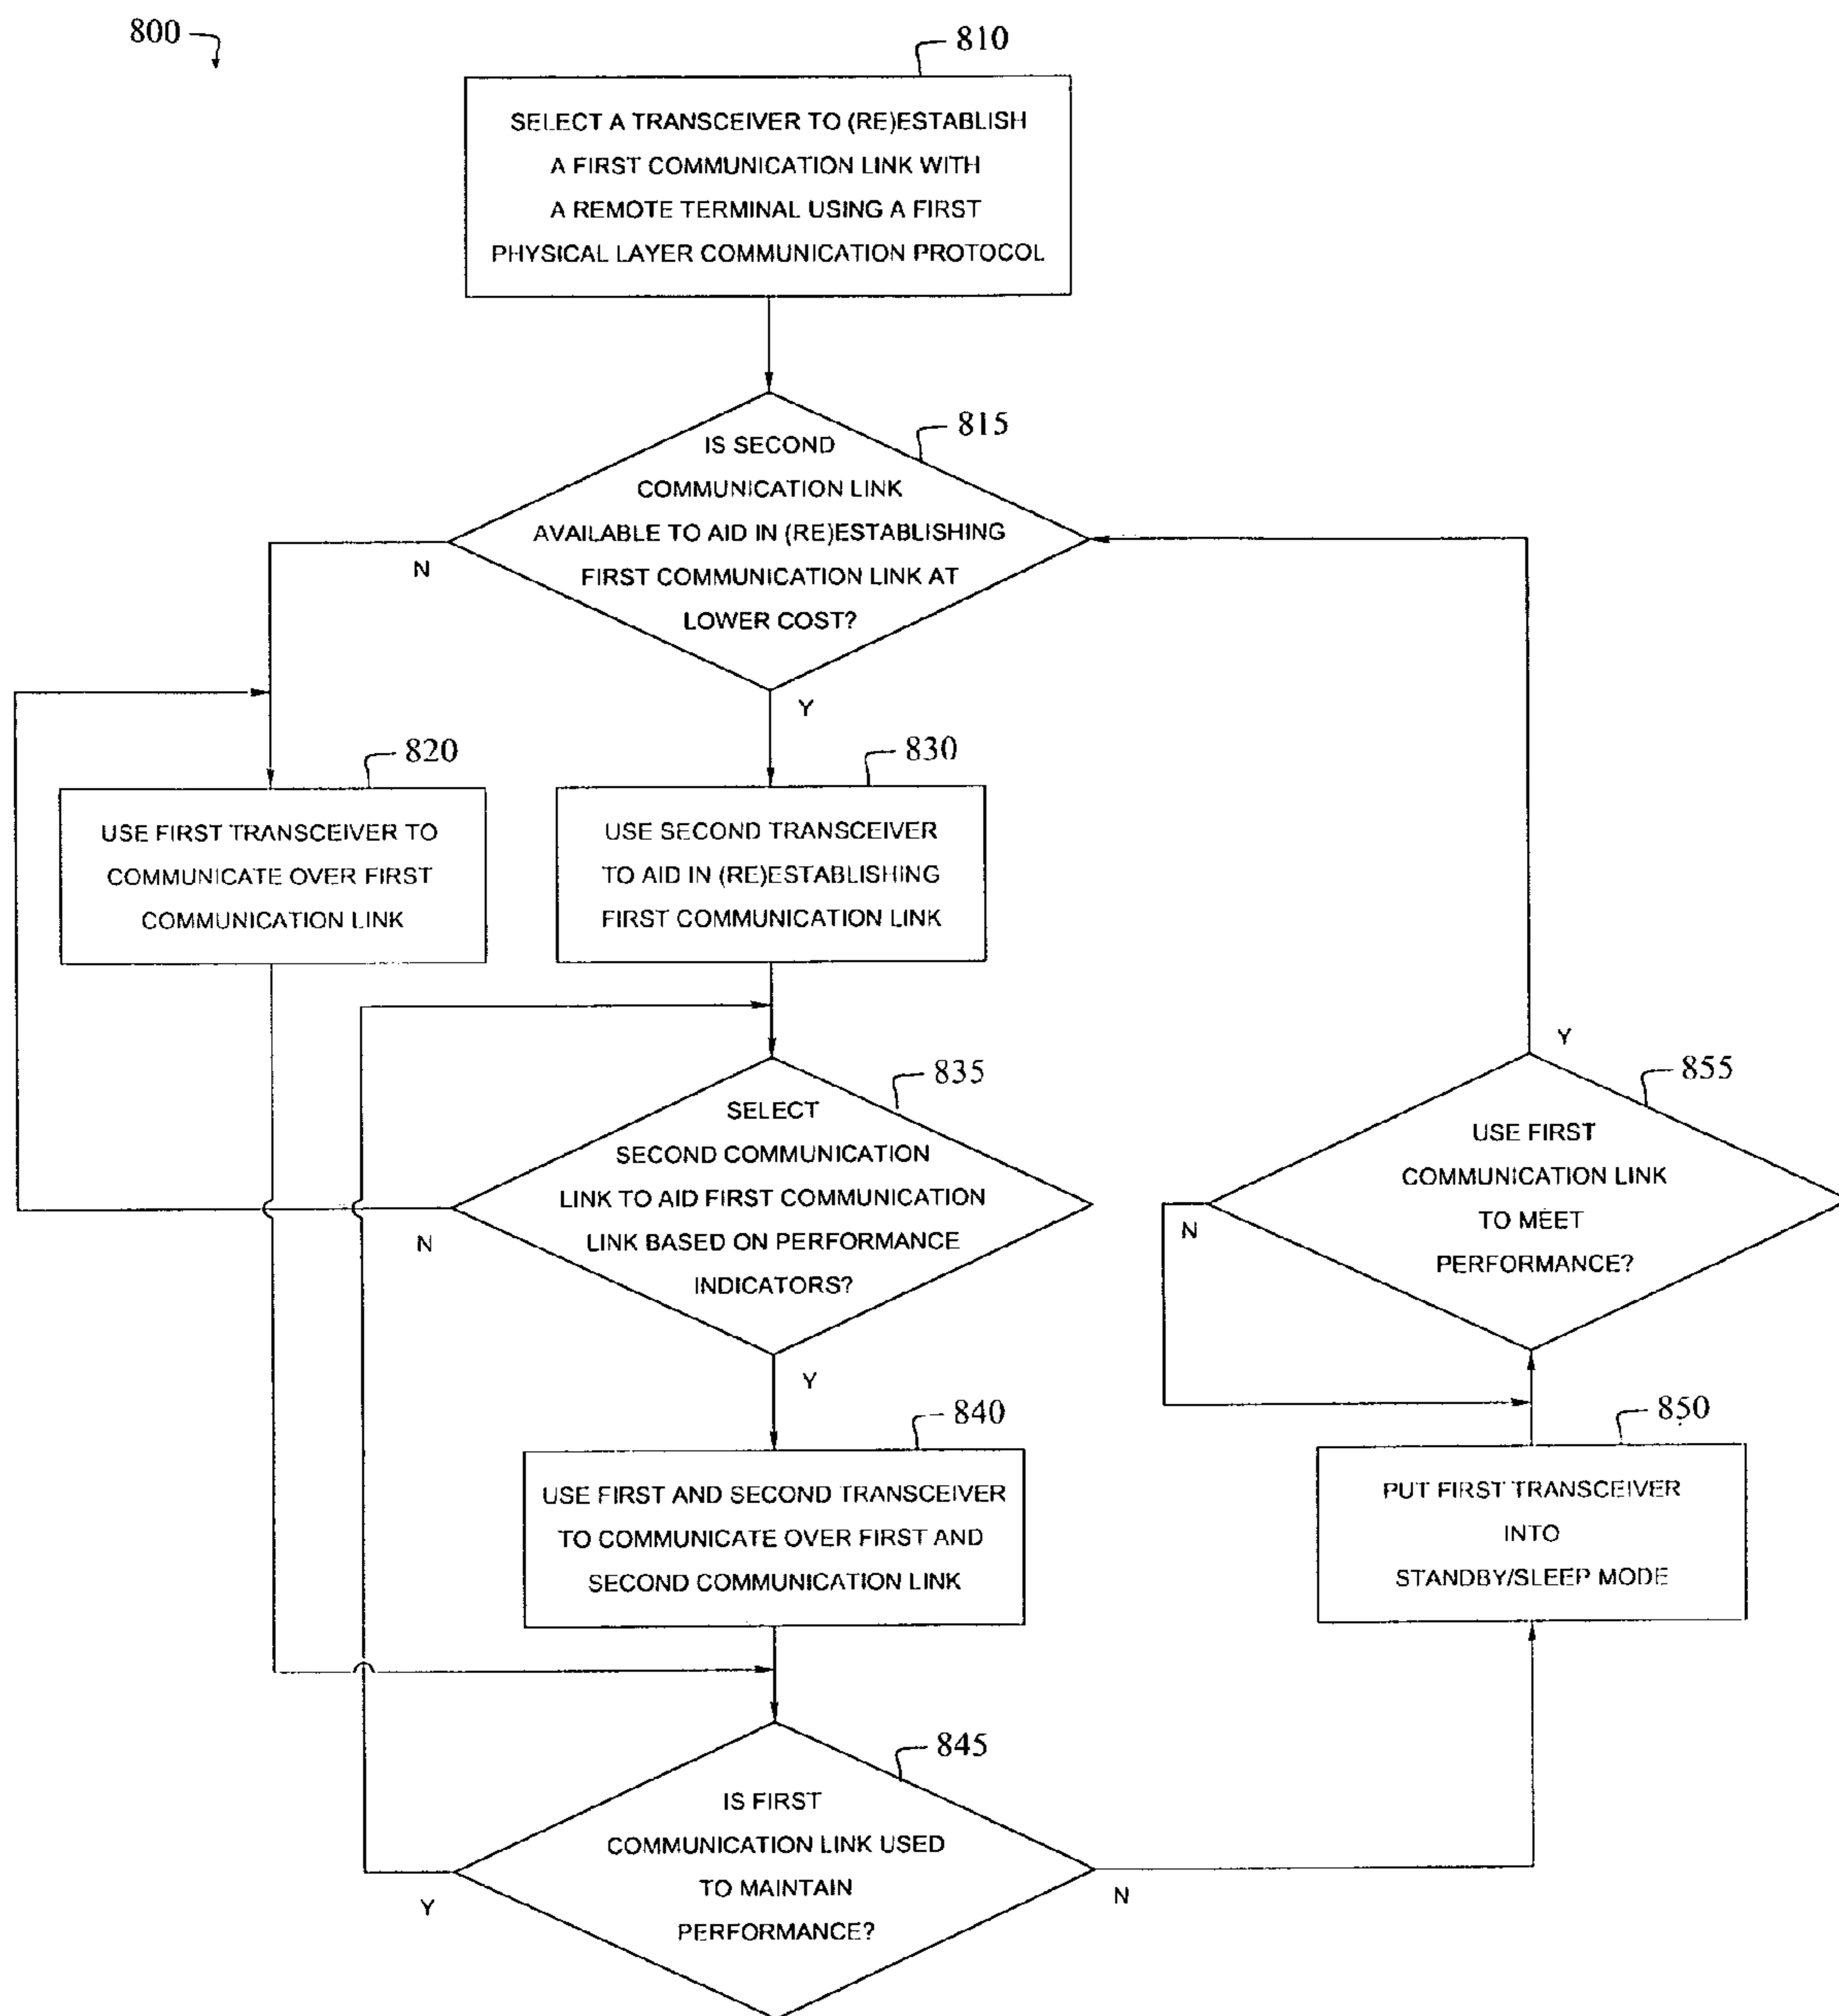 800
810
SELECT A TRANSCEIVER TO (RE)ESTABLISH
A FIRST COMMUNICATION LINK WITH
A REMOTE TERMINAL USING A FIRST
PHYSICAL LAYER COMMUNICATION PROTOCOL
815
IS SECOND
COMMUNICATION LINK
AVAILABLE TO AID IN (RE)ESTABLISHING
FIRST COMMUNICATION LINK AT
LOWER COST?
N
Y
820
USE FIRST TRANSCEIVER TO
COMMUNICATE OVER FIRST
COMMUNICATION LINK
830
USE SECOND TRANSCEIVER
TO AID IN (RE)ESTABLISHING
FIRST COMMUNICATION LINK
835
SELECT
SECOND COMMUNICATION
LINK TO AID FIRST COMMUNICATION
LINK BASED ON PERFORMANCE
INDICATORS?
N
Y
840
USE FIRST AND SECOND TRANSCEIVER
TO COMMUNICATE OVER FIRST AND
SECOND COMMUNICATION LINK
845
IS FIRST
COMMUNICATION LINK USED
TO MAINTAIN
PERFORMANCE?
Y
N
850
PUT FIRST TRANSCEIVER
INTO
STANDBY/SLEEP MODE
855
USE FIRST
COMMUNICATION LINK
TO MEET
PERFORMANCE?
N
Y